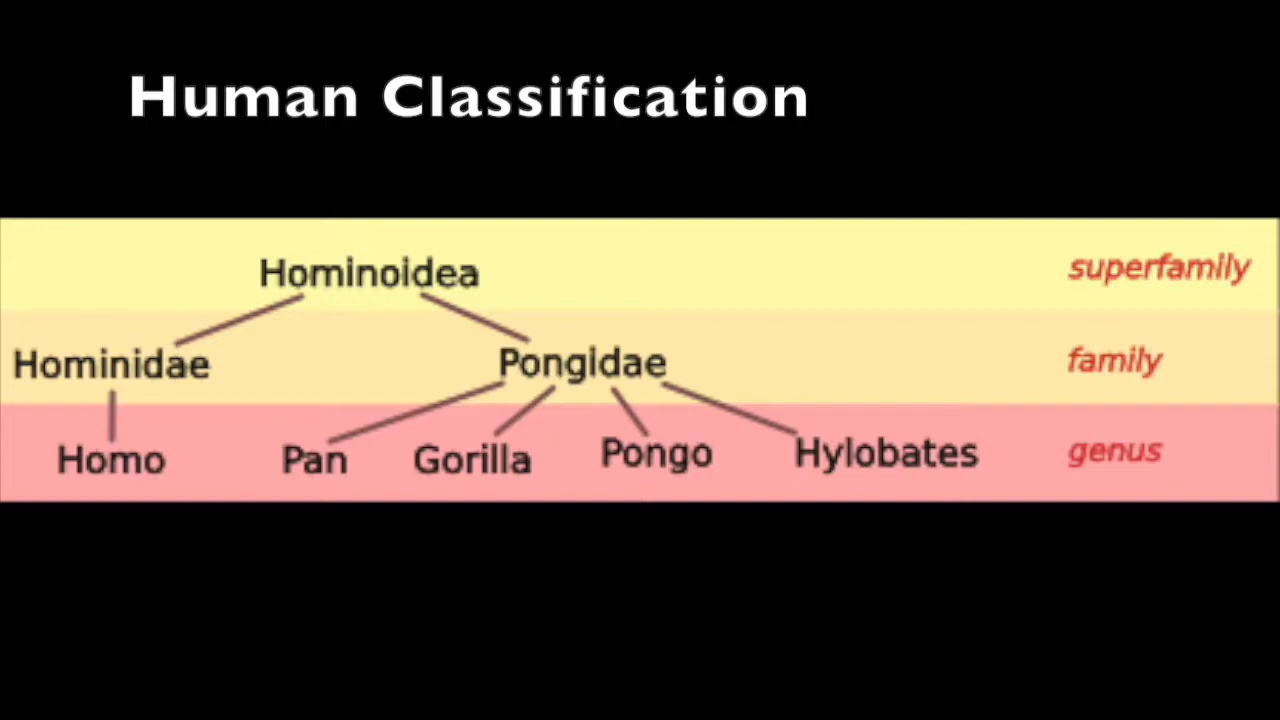 Human Classification
Hominoidea superfamily
Hominidae Pongidae family
Homo Pan Gorilla Pongo Hylobates genus